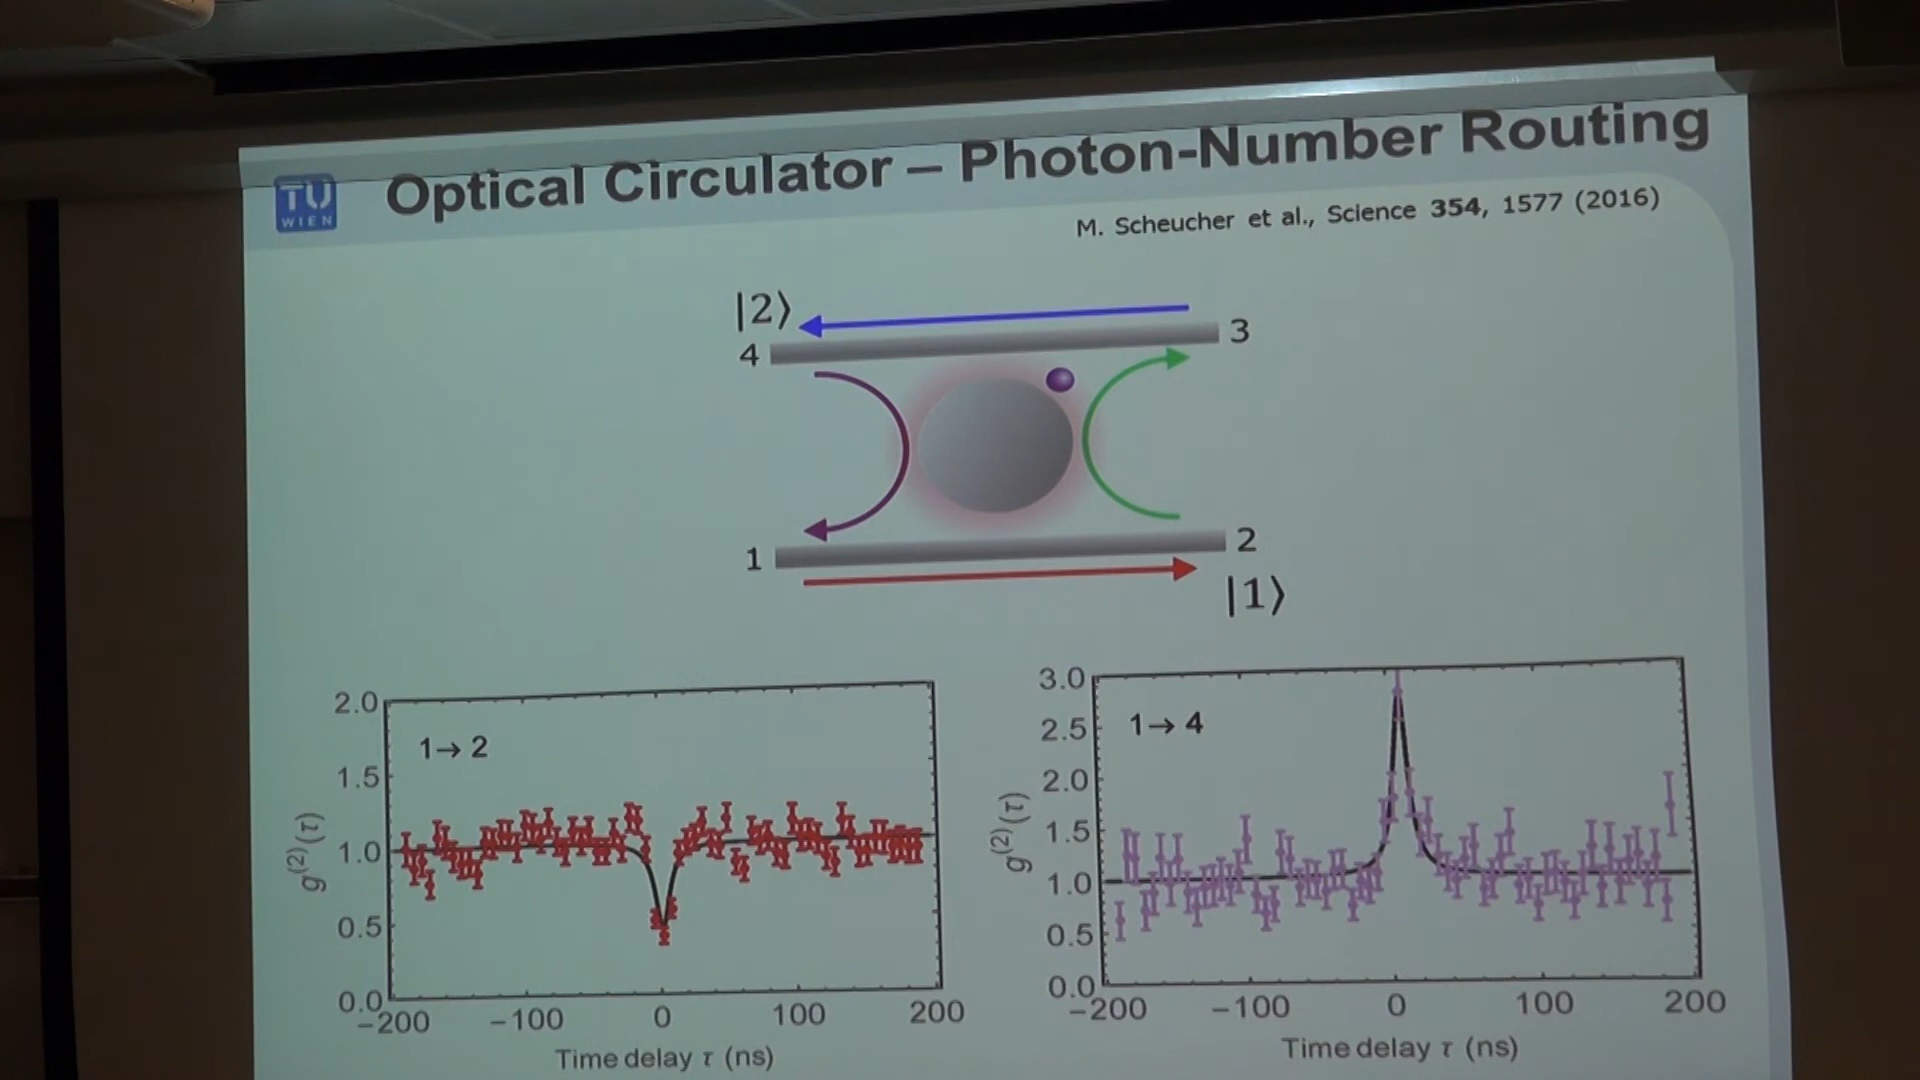 TU
WIEN
Optical Circulator – Photon-Number Routing
M. Scheucher et al., Science 354, 1577 (2016)
|2⟩
4
3
1
2
|1⟩
2.0
1.5
1.0
0.5
0.0
1→ 2
g⁽²⁾(τ)
−200 −100 0 100 200
Time delay τ (ns)
3.0
2.5
2.0
1.5
1.0
0.5
0.0
1→ 4
g⁽²⁾(τ)
−200 −100 0 100 200
Time delay τ (ns)